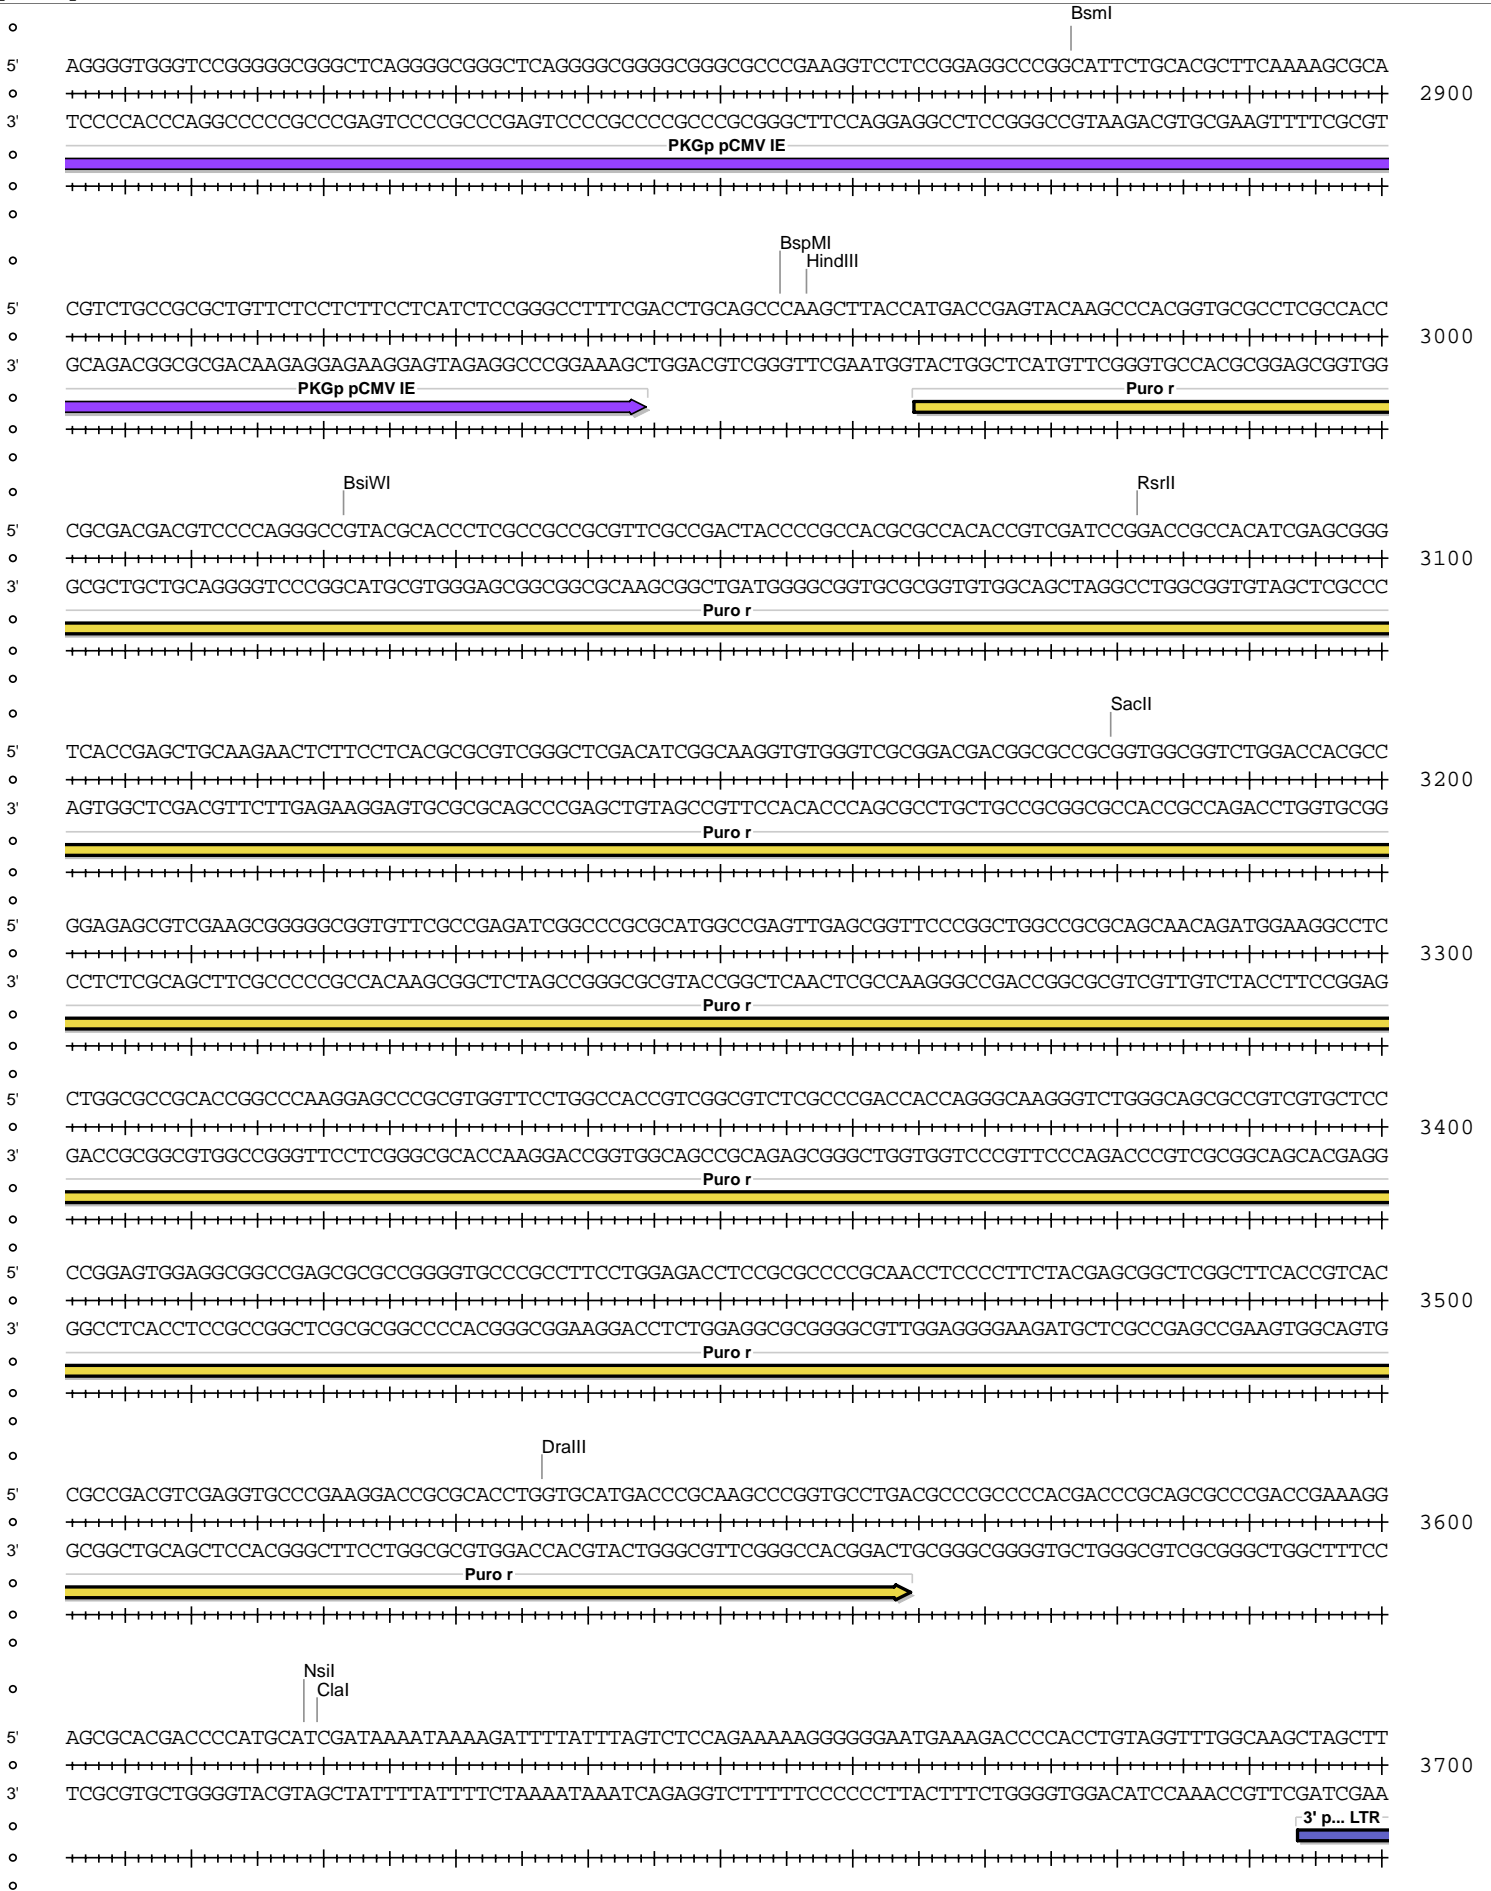 BsmI
5' AGGGGTGGGTCCGGGGGCGGGCTCAGGGGCGGGCTCAGGGGCGGGGCGGGCGCCCGAAGGTCCTCCGGAGGCCCGGCATTCTGCACGCTTCAAAAGCGCA
2900
3' TCCCCACCCAGGCCCCCGCCCGAGTCCCCGCCCGAGTCCCCGCCCCGCCCGCGGGCTTCCAGGAGGCCTCCGGGCCGTAAGACGTGCGAAGTTTTCGCGT
PKGp pCMV IE
BspMI
HindIII
5' CGTCTGCCGCGCTGTTCTCCTCTTCCTCATCTCCGGGCCTTTCGACCTGCAGCCCAAGCTTACCATGACCGAGTACAAGCCCACGGTGCGCCTCGCCACC
3000
3' GCAGACGGCGCGACAAGAGGAGAAGGAGTAGAGGCCCGGAAAGCTGGACGTCGGGTTCGAATGGTACTGGCTCATGTTCGGGTGCCACGCGGAGCGGTGG
PKGp pCMV IE Puro r
BsiWI RsrII
5' CGCGACGACGTCCCCAGGGCCGTACGCACCCTCGCCGCCGCGTTCGCCGACTACCCCGCCACGCGCCACACCGTCGATCCGGACCGCCACATCGAGCGGG
3100
3' GCGCTGCTGCAGGGGTCCCGGCATGCGTGGGAGCGGCGGCGCAAGCGGCTGATGGGGCGGTGCGCGGTGTGGCAGCTAGGCCTGGCGGTGTAGCTCGCCC
Puro r
SacII
5' TCACCGAGCTGCAAGAACTCTTCCTCACGCGCGTCGGGCTCGACATCGGCAAGGTGTGGGTCGCGGACGACGGCGCCGCGGTGGCGGTCTGGACCACGCC
3200
3' AGTGGCTCGACGTTCTTGAGAAGGAGTGCGCGCAGCCCGAGCTGTAGCCGTTCCACACCCAGCGCCTGCTGCCGCGGCGCCACCGCCAGACCTGGTGCGG
Puro r
5' GGAGAGCGTCGAAGCGGGGGCGGTGTTCGCCGAGATCGGCCCGCGCATGGCCGAGTTGAGCGGTTCCCGGCTGGCCGCGCAGCAACAGATGGAAGGCCTC
3300
3' CCTCTCGCAGCTTCGCCCCCGCCACAAGCGGCTCTAGCCGGGCGCGTACCGGCTCAACTCGCCAAGGGCCGACCGGCGCGTCGTTGTCTACCTTCCGGAG
Puro r
5' CTGGCGCCGCACCGGCCCAAGGAGCCCGCGTGGTTCCTGGCCACCGTCGGCGTCTCGCCCGACCACCAGGGCAAGGGTCTGGGCAGCGCCGTCGTGCTCC
3400
3' GACCGCGGCGTGGCCGGGTTCCTCGGGCGCACCAAGGACCGGTGGCAGCCGCAGAGCGGGCTGGTGGTCCCGTTCCCAGACCCGTCGCGGCAGCACGAGG
Puro r
5' CCGGAGTGGAGGCGGCCGAGCGCGCCGGGGTGCCCGCCTTCCTGGAGACCTCCGCGCCCCGCAACCTCCCCTTCTACGAGCGGCTCGGCTTCACCGTCAC
3500
3' GGCCTCACCTCCGCCGGCTCGCGCGGCCCCACGGGCGGAAGGACCTCTGGAGGCGCGGGGCGTTGGAGGGGAAGATGCTCGCCGAGCCGAAGTGGCAGTG
Puro r
DraIII
5' CGCCGACGTCGAGGTGCCCGAAGGACCGCGCACCTGGTGCATGACCCGCAAGCCCGGTGCCTGACGCCCGCCCCACGACCCGCAGCGCCCGACCGAAAGG
3600
3' GCGGCTGCAGCTCCACGGGCTTCCTGGCGCGTGGACCACGTACTGGGCGTTCGGGCCACGGACTGCGGGCGGGGTGCTGGGCGTCGCGGGCTGGCTTTCC
Puro r
NsiI
ClaI
5' AGCGCACGACCCCATGCATCGATAAAATAAAAGATTTTATTTAGTCTCCAGAAAAAGGGGGGAATGAAAGACCCCACCTGTAGGTTTGGCAAGCTAGCTT
3700
3' TCGCGTGCTGGGGTACGTAGCTATTTTATTTTCTAAAATAAATCAGAGGTCTTTTTCCCCCCTTACTTTCTGGGGTGGACATCCAAACCGTTCGATCGAA
3' p... LTR